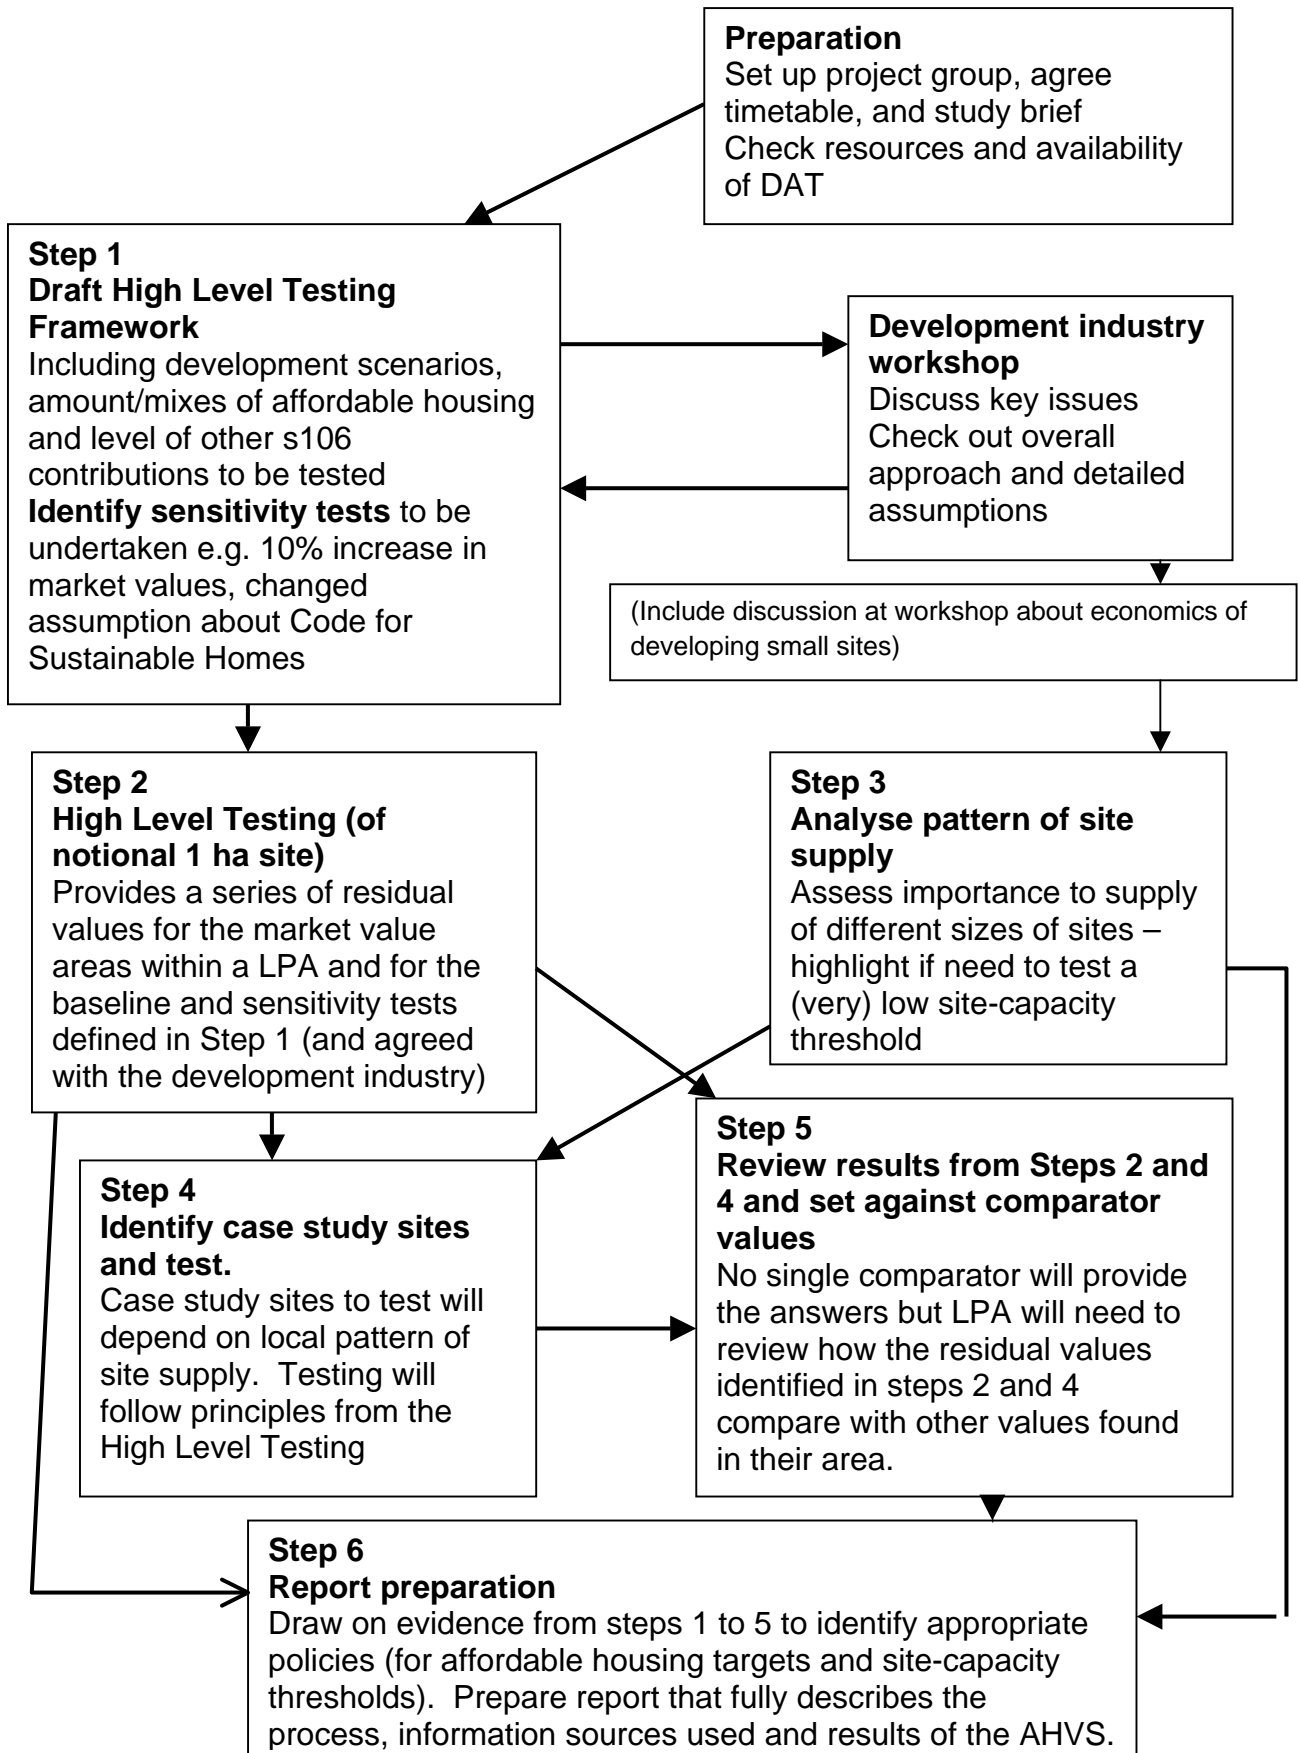 Preparation
Set up project group, agree
timetable, and study brief
Check resources and availability
of DAT
Step 1
Draft High Level Testing
Framework
Including development scenarios,
amount/mixes of affordable housing
and level of other s106
contributions to be tested
Identify sensitivity tests to be
undertaken e.g. 10% increase in
market values, changed
assumption about Code for
Sustainable Homes
Development industry
workshop
Discuss key issues
Check out overall
approach and detailed
assumptions
(Include discussion at workshop about economics of
developing small sites)
Step 2
High Level Testing (of
notional 1 ha site)
Provides a series of residual
values for the market value
areas within a LPA and for the
baseline and sensitivity tests
defined in Step 1 (and agreed
with the development industry)
Step 3
Analyse pattern of site
supply
Assess importance to supply
of different sizes of sites –
highlight if need to test a
(very) low site-capacity
threshold
Step 4
Identify case study sites
and test.
Case study sites to test will
depend on local pattern of
site supply.  Testing will
follow principles from the
High Level Testing
Step 5
Review results from Steps 2 and
4 and set against comparator
values
No single comparator will provide
the answers but LPA will need to
review how the residual values
identified in steps 2 and 4
compare with other values found
in their area.
Step 6
Report preparation
Draw on evidence from steps 1 to 5 to identify appropriate
policies (for affordable housing targets and site-capacity
thresholds).  Prepare report that fully describes the
process, information sources used and results of the AHVS.